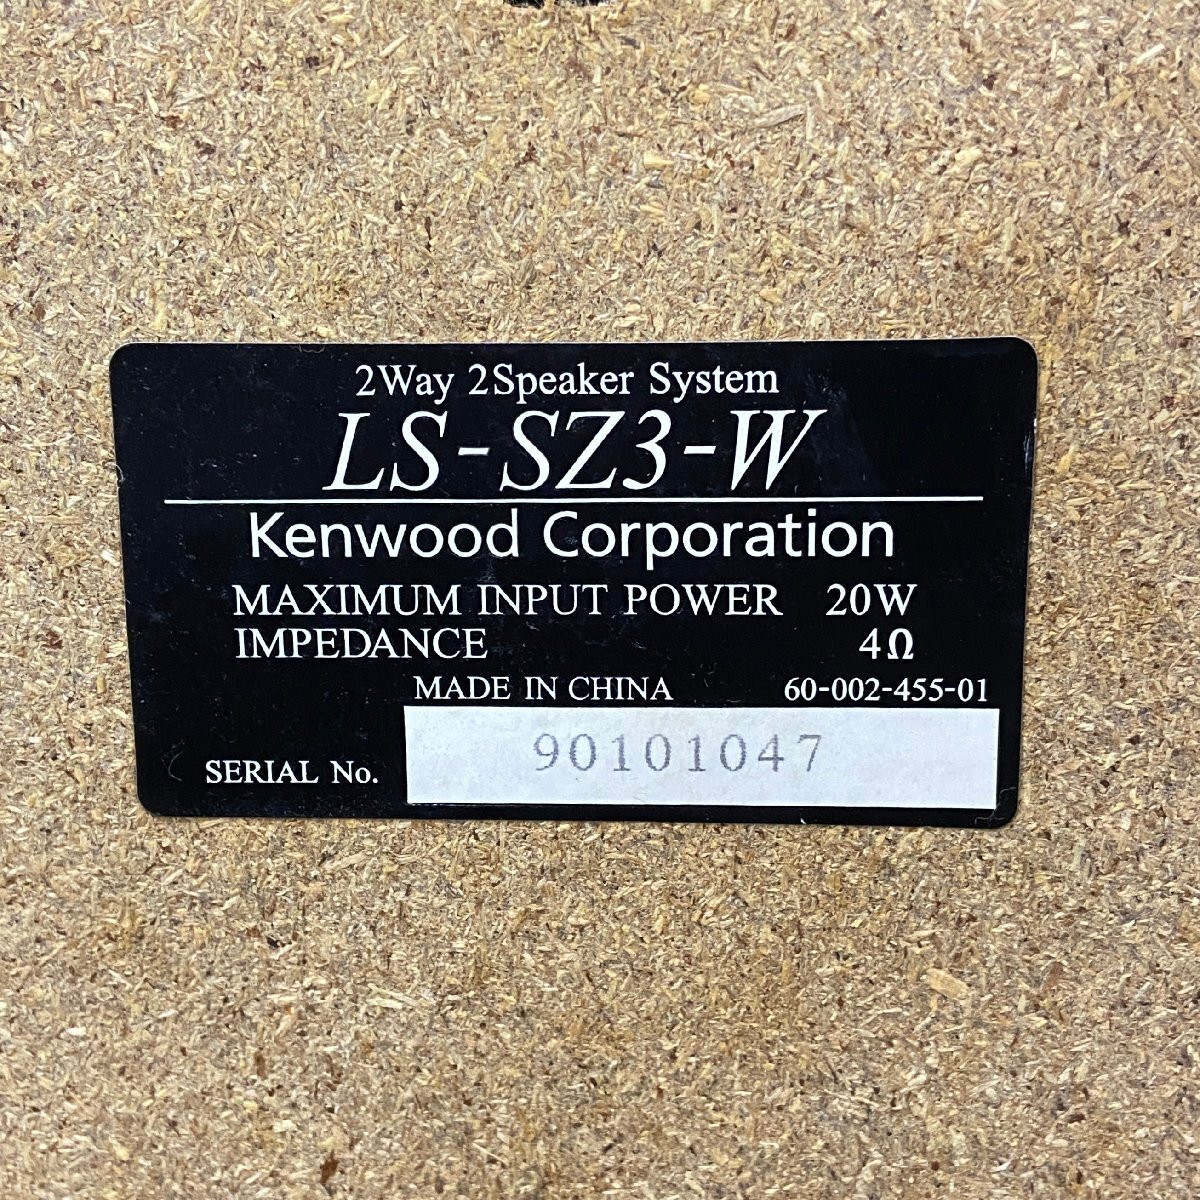 2Way 2Speaker System
LS-SZ3-W
Kenwood Corporation
MAXIMUM INPUT POWER 20W
IMPEDANCE 4Ω
MADE IN CHINA 60-002-455-01
SERIAL No. 90101047